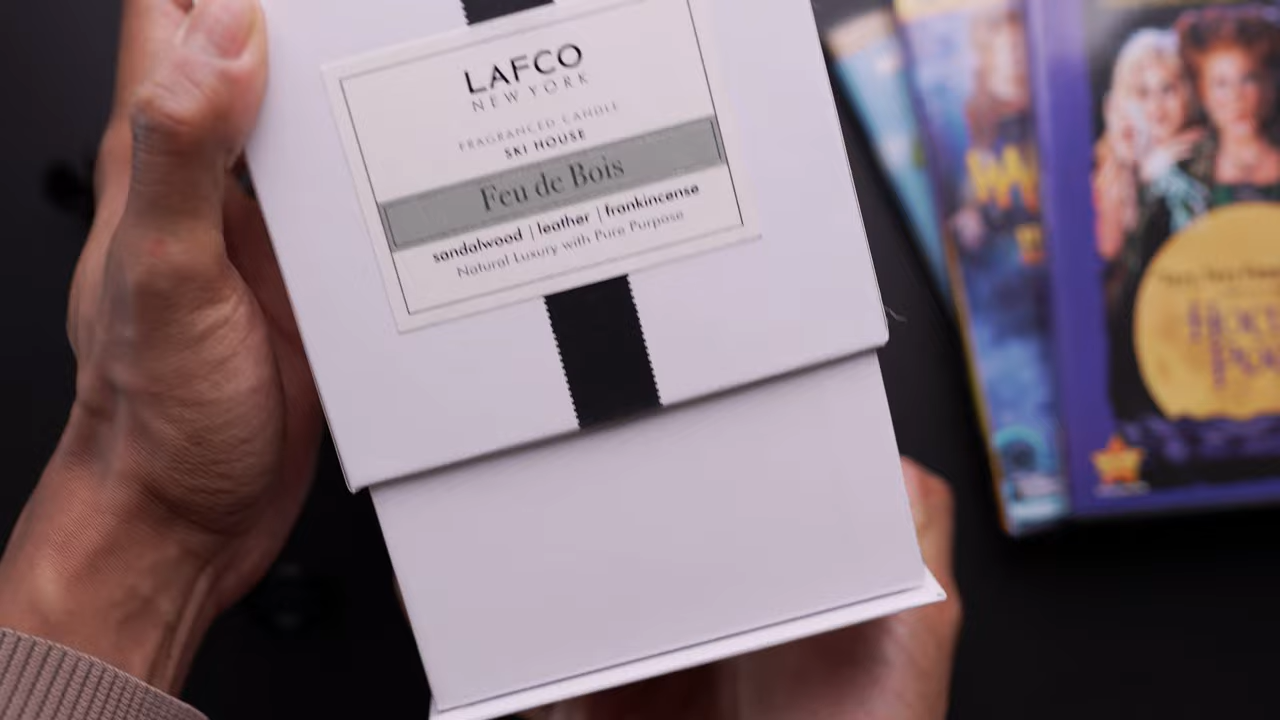 LAFCO
NEW YORK
FRAGRANCED CANDLE
SKI HOUSE
Feu de Bois
sandalwood | leather | frankincense
Natural Luxury with Pure Purpose